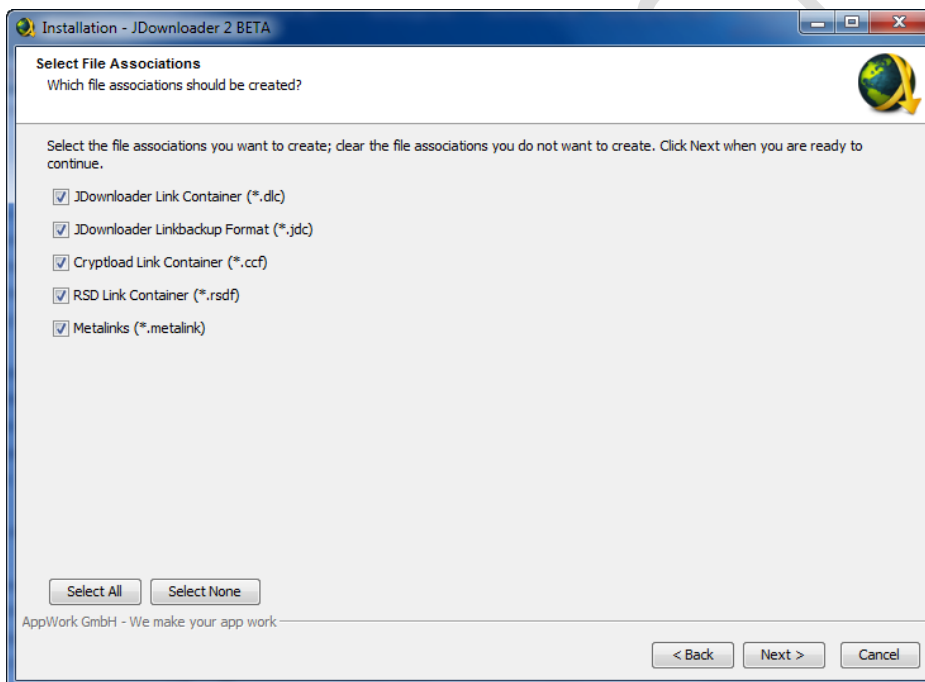 Installation - JDownloader 2 BETA
Select File Associations
Which file associations should be created?
Select the file associations you want to create; clear the file associations you do not want to create. Click Next when you are ready to
continue.
JDownloader Link Container (*.dlc)
JDownloader Linkbackup Format (*.jdc)
Cryptload Link Container (*.ccf)
RSD Link Container (*.rsdf)
Metalinks (*.metalink)
Select All Select None
AppWork GmbH - We make your app work
< Back Next > Cancel